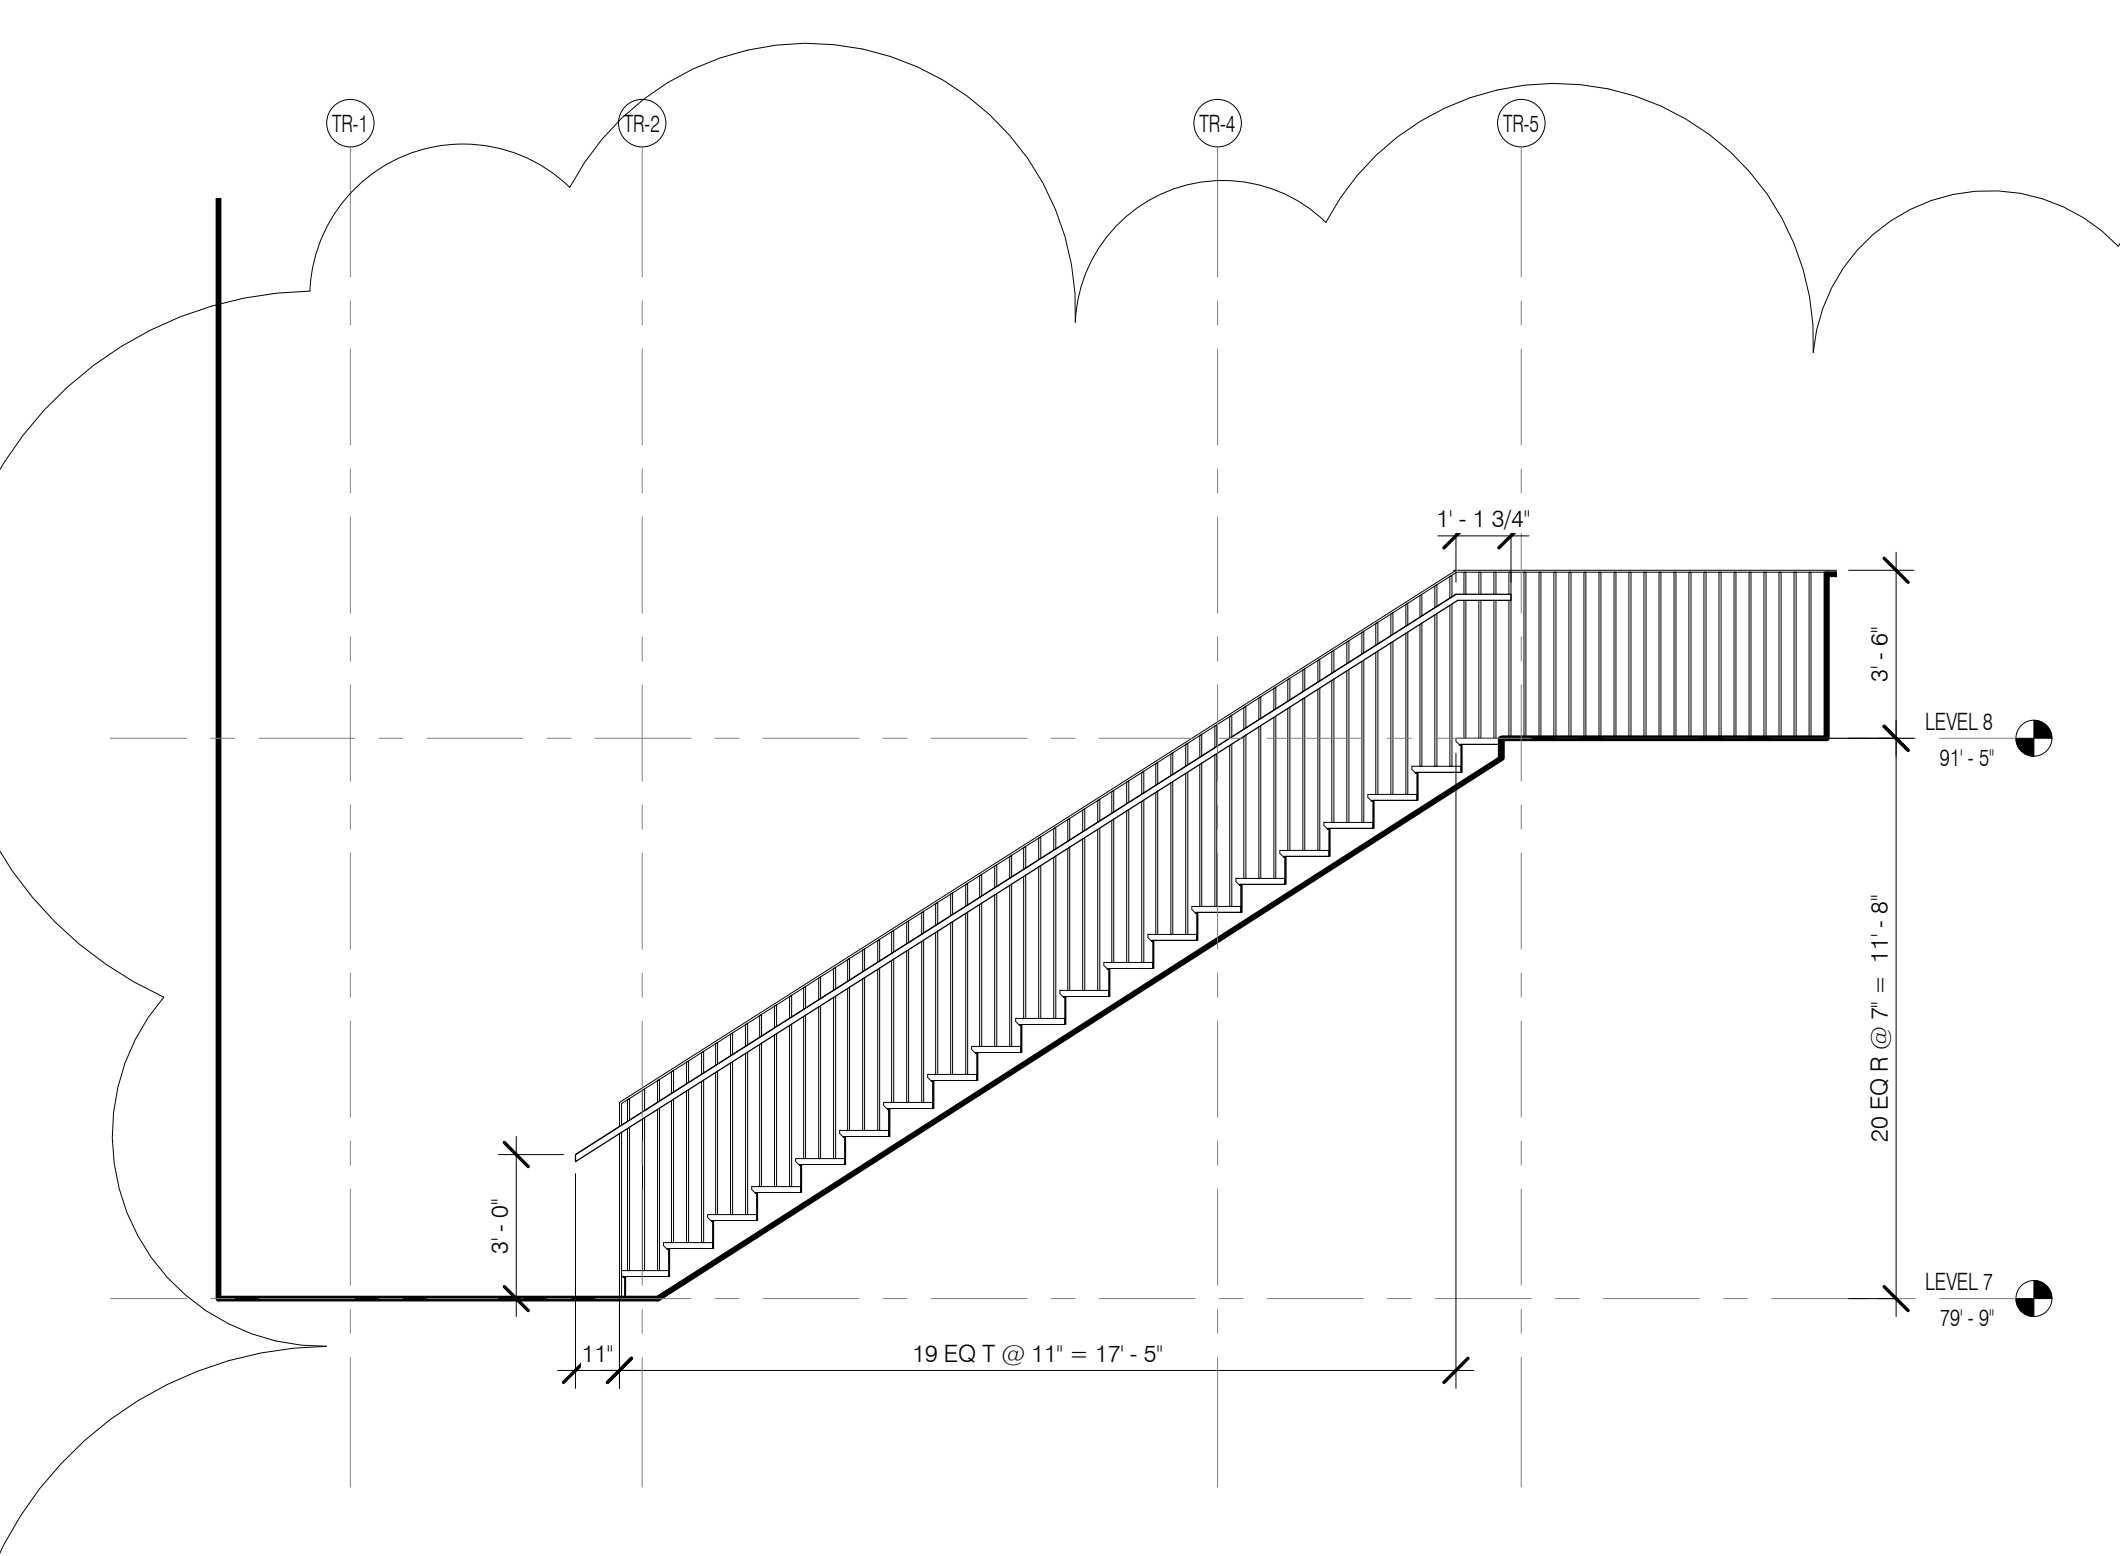 TR-1
TR-2
TR-4
TR-5
1' - 1 3/4"
3' - 6"
LEVEL 8
91' - 5"
20 EQ R @ 7" = 11' - 8"
3' - 0"
LEVEL 7
79' - 9"
11"
19 EQ T @ 11" = 17' - 5"